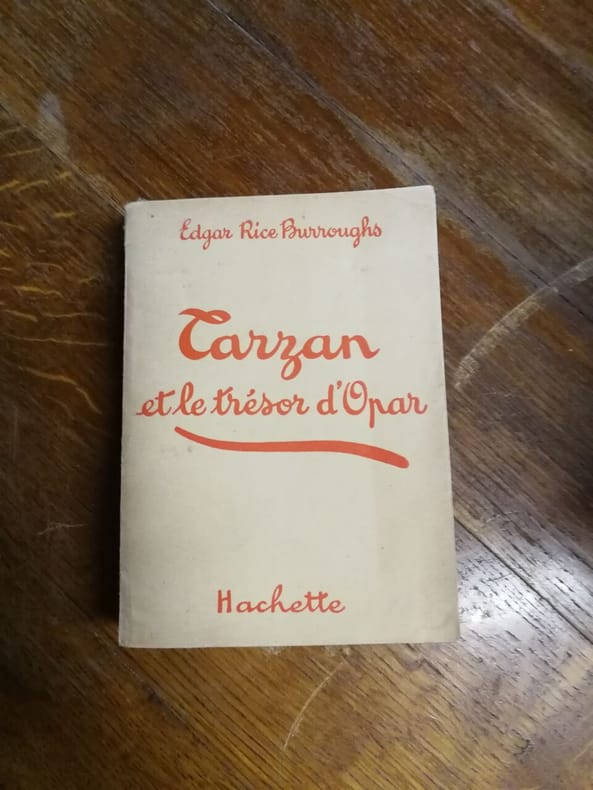 Edgar Rice Burroughs
Tarzan
et le trésor d'Opar
Hachette